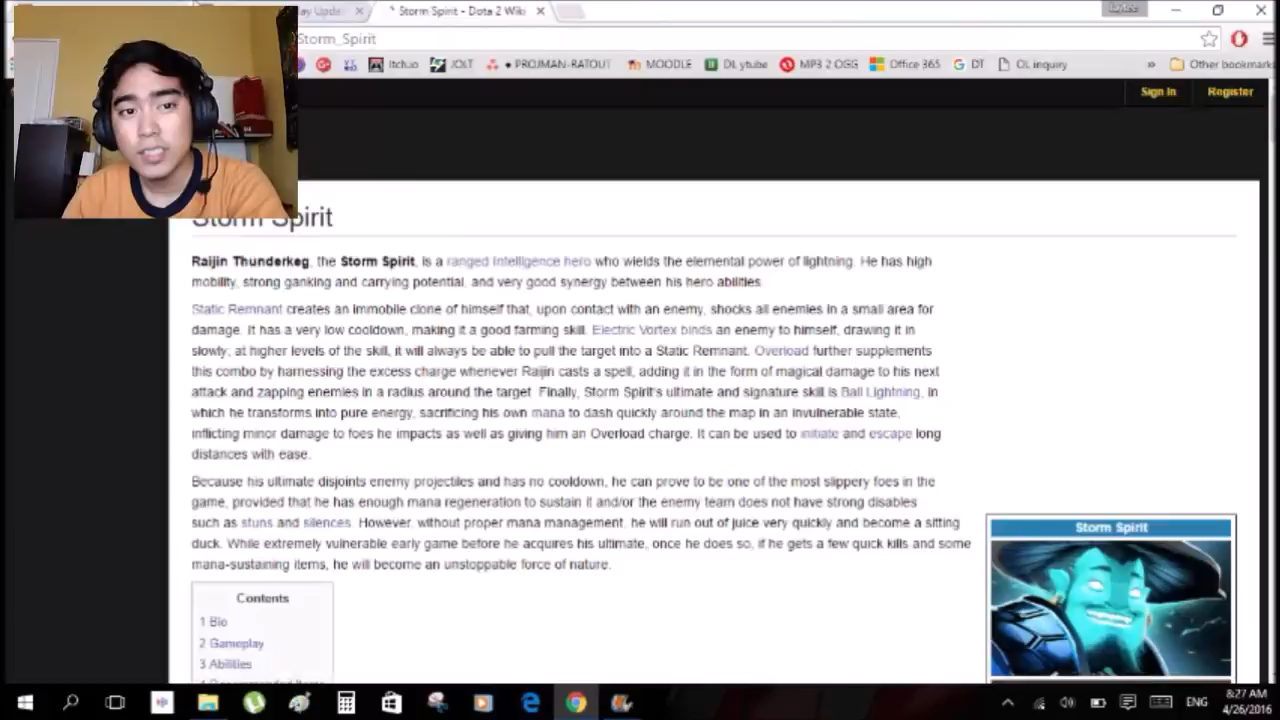 ay Upda
Storm Spirit - Dota 2 Wiki
Storm_Spirit
Itch.io
JOLT
PROJMAN-RATOUT
MOODLE
DL ytube
MP3 2 OGG
Office 365
DT
OL inquiry
»
Other bookmark
Sign In
Register
Storm Spirit
Raijin Thunderkeg, the Storm Spirit, is a ranged intelligence hero who wields the elemental power of lightning. He has high
mobility, strong ganking and carrying potential, and very good synergy between his hero abilities.
Static Remnant creates an immobile clone of himself that, upon contact with an enemy, shocks all enemies in a small area for
damage. It has a very low cooldown, making it a good farming skill. Electric Vortex binds an enemy to himself, drawing it in
slowly; at higher levels of the skill, it will always be able to pull the target into a Static Remnant. Overload further supplements
this combo by harnessing the excess charge whenever Raijin casts a spell, adding it in the form of magical damage to his next
attack and zapping enemies in a radius around the target. Finally, Storm Spirit's ultimate and signature skill is Ball Lightning, in
which he transforms into pure energy, sacrificing his own mana to dash quickly around the map in an invulnerable state,
inflicting minor damage to foes he impacts as well as giving him an Overload charge. It can be used to initiate and escape long
distances with ease.
Because his ultimate disjoints enemy projectiles and has no cooldown, he can prove to be one of the most slippery foes in the
game, provided that he has enough mana regeneration to sustain it and/or the enemy team does not have strong disables
such as stuns and silences. However, without proper mana management, he will run out of juice very quickly and become a sitting
duck. While extremely vulnerable early game before he acquires his ultimate, once he does so, if he gets a few quick kills and some
mana-sustaining items, he will become an unstoppable force of nature.
Storm Spirit
Contents
1 Bio
2 Gameplay
3 Abilities
ENG
8:27 AM
4/26/2016